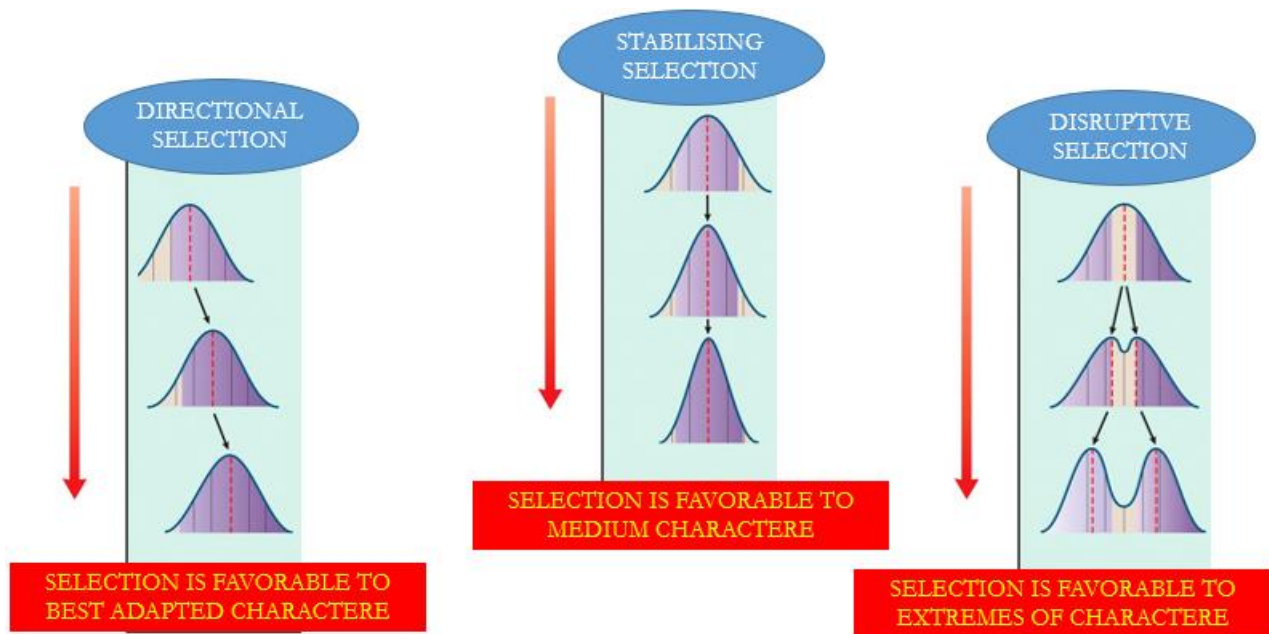 DIRECTIONAL
SELECTION
SELECTION IS FAVORABLE TO
BEST ADAPTED CHARACTERE
STABILISING
SELECTION
SELECTION IS FAVORABLE TO
MEDIUM CHARACTERE
DISRUPTIVE
SELECTION
SELECTION IS FAVORABLE TO
EXTREMES OF CHARACTERE